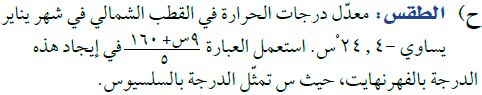 ح) الطقس: معدّل درجات الحرارة في القطب الشمالي في شهر يناير
يساوي -٢٤,٤ °س. استعمل العبارة (٩س + ١٦٠)/٥ في إيجاد هذه
الدرجة بالفهرنهايت، حيث س تمثّل الدرجة بالسلسيوس.